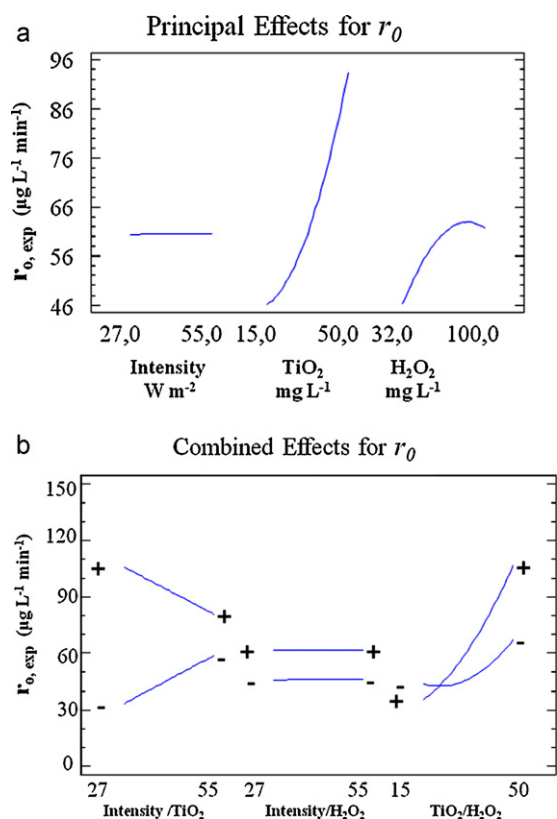 a
Principal Effects for r₀
96
86
76
66
56
46
r₀, exp (µg L⁻¹ min⁻¹)
27,0 55,0 15,0 50,0 32,0 100,0
Intensity TiO₂ H₂O₂
W m⁻² mg L⁻¹ mg L⁻¹
b
Combined Effects for r₀
150
120
90
60
30
0
r₀, exp (µg L⁻¹ min⁻¹)
+ + + + + +
- - - - - -
27 55 27 55 15 50
Intensity /TiO₂ Intensity/H₂O₂ TiO₂/H₂O₂